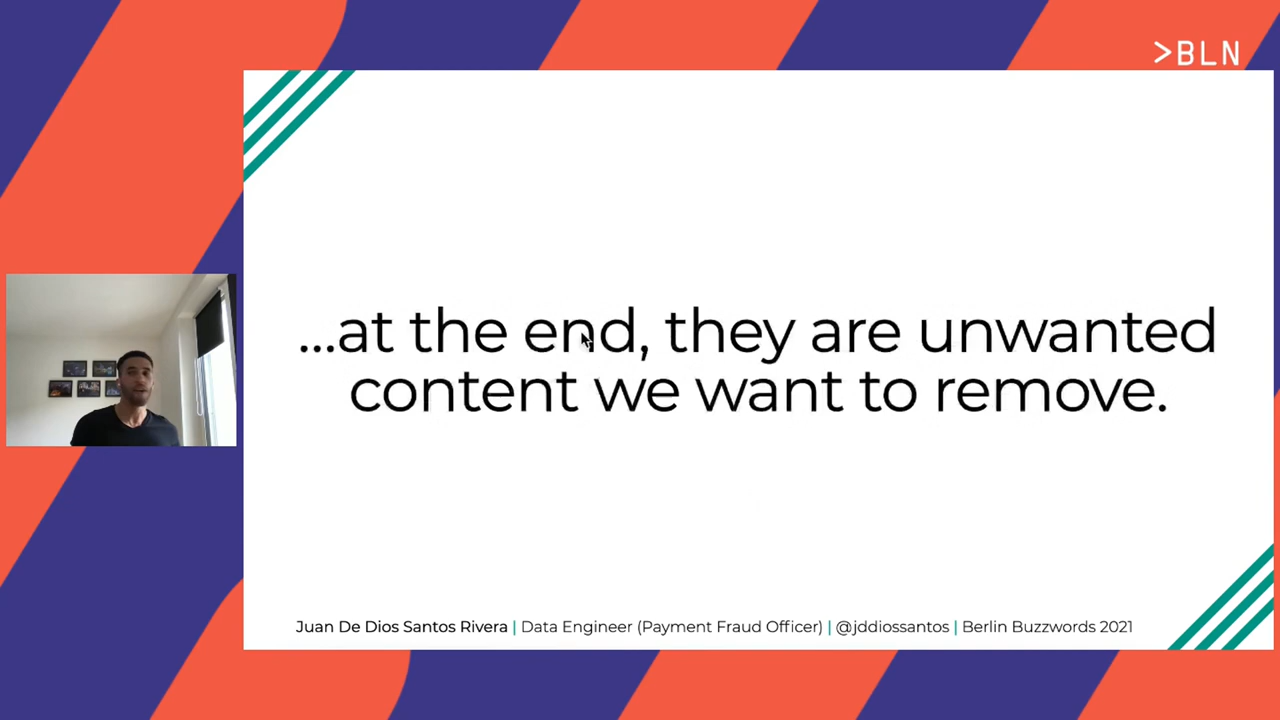 >BLN
...at the end, they are unwanted
content we want to remove.
Juan De Dios Santos Rivera | Data Engineer (Payment Fraud Officer) | @jddiossantos | Berlin Buzzwords 2021